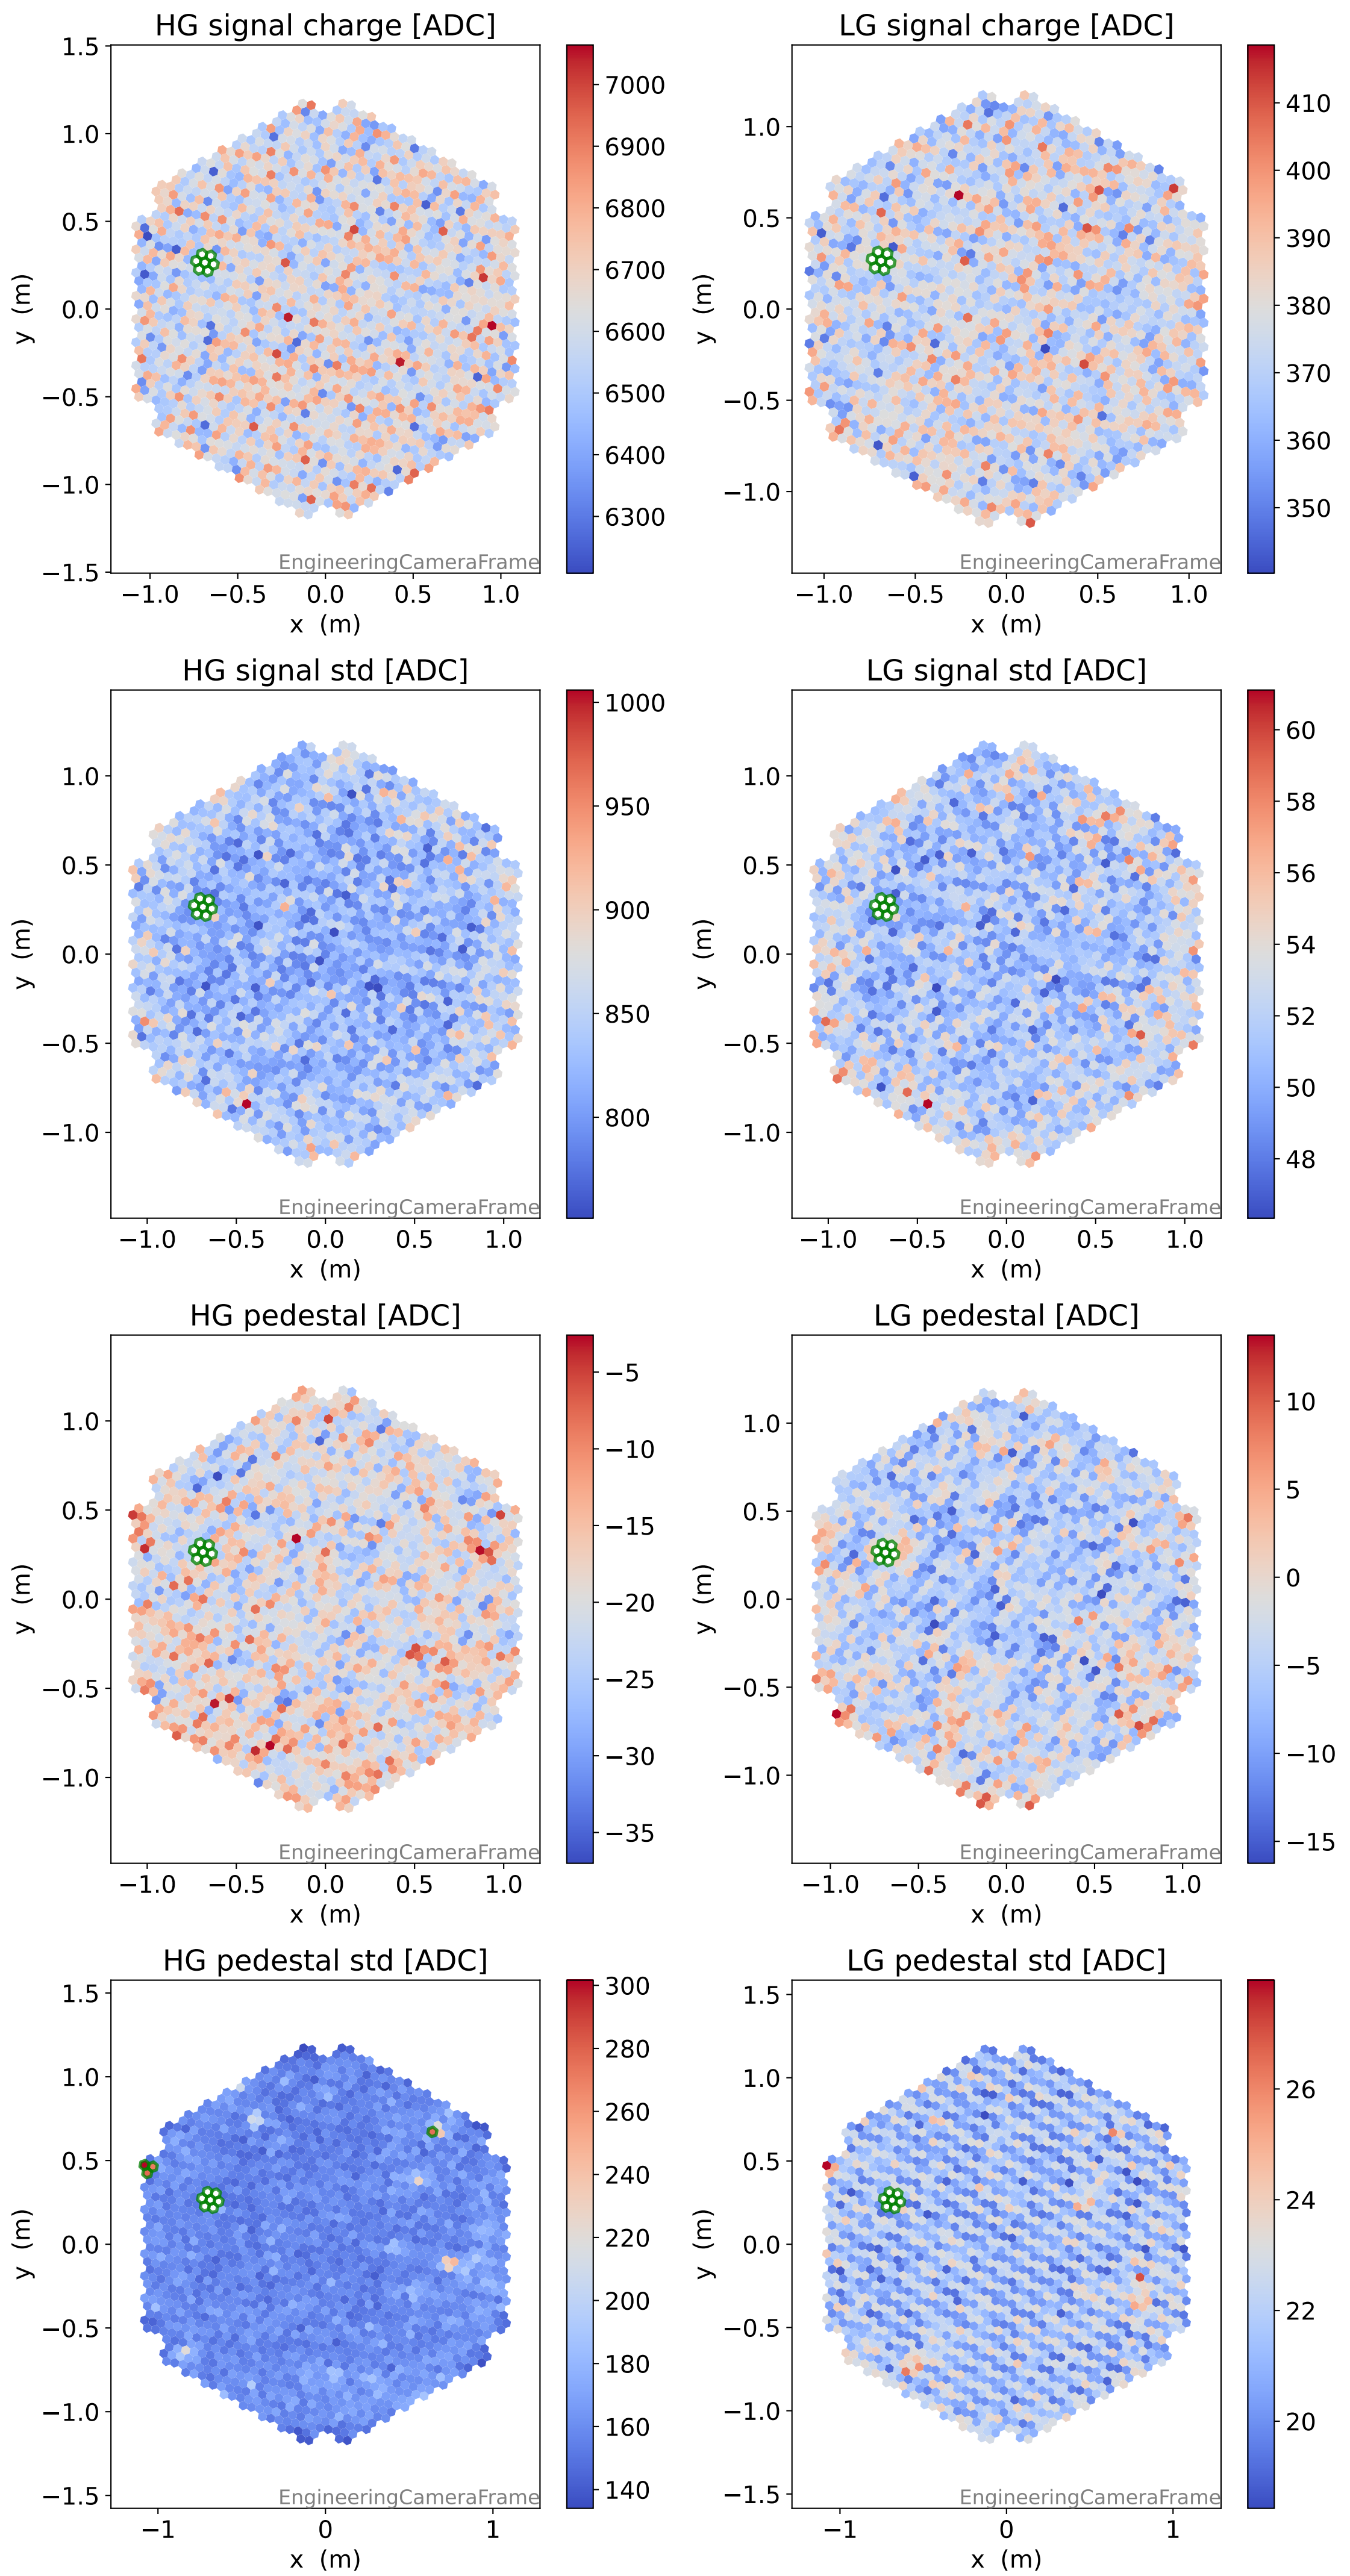 HG signal charge [ADC]
1.5
1.0
0.5
0.0
−0.5
−1.0
−1.5
y (m)
−1.0 −0.5 0.0 0.5 1.0
x (m)
EngineeringCameraFrame
7000
6900
6800
6700
6600
6500
6400
6300
LG signal charge [ADC]
1.0
0.5
0.0
−0.5
−1.0
y (m)
−1.0 −0.5 0.0 0.5 1.0
x (m)
EngineeringCameraFrame
410
400
390
380
370
360
350
HG signal std [ADC]
1.0
0.5
0.0
−0.5
−1.0
y (m)
−1.0 −0.5 0.0 0.5 1.0
x (m)
EngineeringCameraFrame
1000
950
900
850
800
LG signal std [ADC]
1.0
0.5
0.0
−0.5
−1.0
y (m)
−1.0 −0.5 0.0 0.5 1.0
x (m)
EngineeringCameraFrame
60
58
56
54
52
50
48
HG pedestal [ADC]
1.0
0.5
0.0
−0.5
−1.0
y (m)
−1.0 −0.5 0.0 0.5 1.0
x (m)
EngineeringCameraFrame
−5
−10
−15
−20
−25
−30
−35
LG pedestal [ADC]
1.0
0.5
0.0
−0.5
−1.0
y (m)
−1.0 −0.5 0.0 0.5 1.0
x (m)
EngineeringCameraFrame
10
5
0
−5
−10
−15
HG pedestal std [ADC]
1.5
1.0
0.5
0.0
−0.5
−1.0
−1.5
y (m)
−1 0 1
x (m)
EngineeringCameraFrame
300
280
260
240
220
200
180
160
140
LG pedestal std [ADC]
1.5
1.0
0.5
0.0
−0.5
−1.0
−1.5
y (m)
−1 0 1
x (m)
EngineeringCameraFrame
26
24
22
20